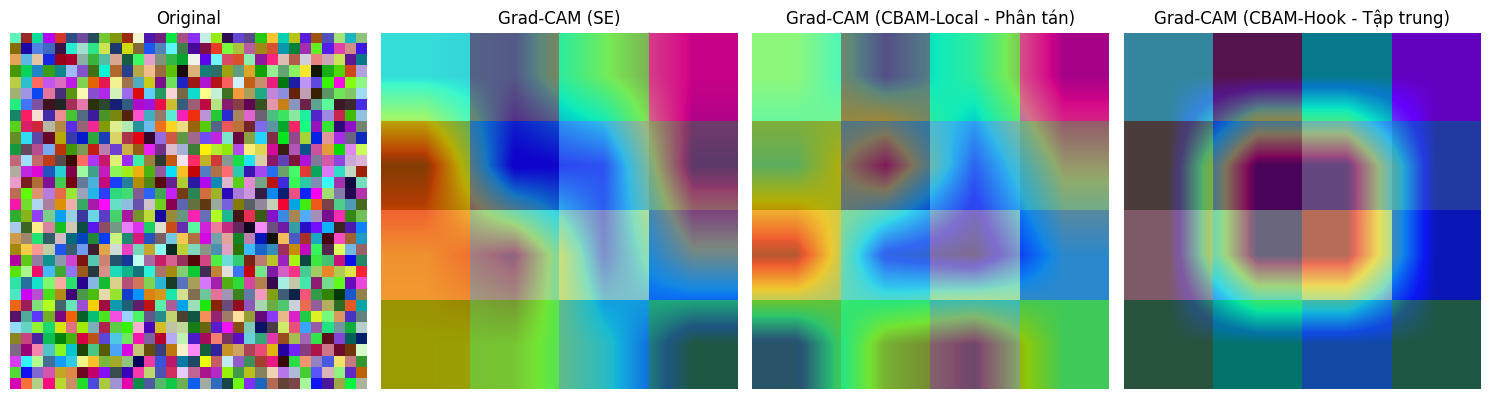 Original
Grad-CAM (SE)
Grad-CAM (CBAM-Local - Phân tán)
Grad-CAM (CBAM-Hook - Tập trung)